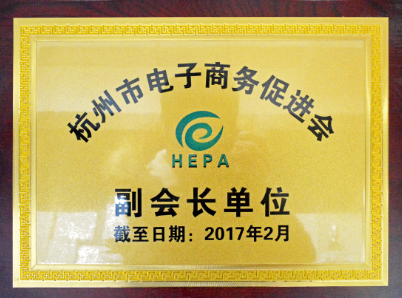 杭州市电子商务促进会
HEPA
副会长单位
截至日期：2017年2月